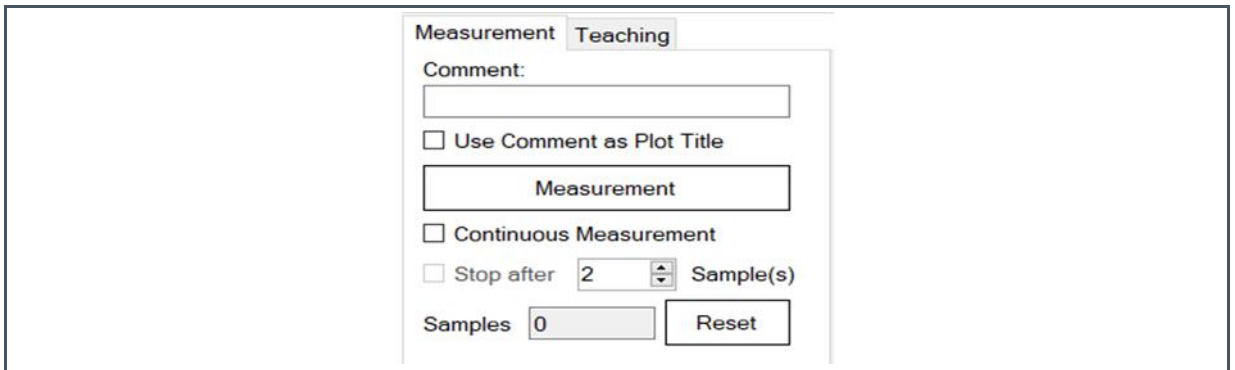 Measurement Teaching
Comment:
Use Comment as Plot Title
Measurement
Continuous Measurement
Stop after 2 Sample(s)
Samples 0 Reset